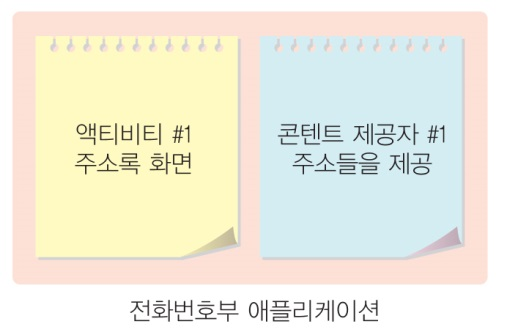 액티비티 #1
주소록 화면
콘텐트 제공자 #1
주소들을 제공
전화번호부 애플리케이션